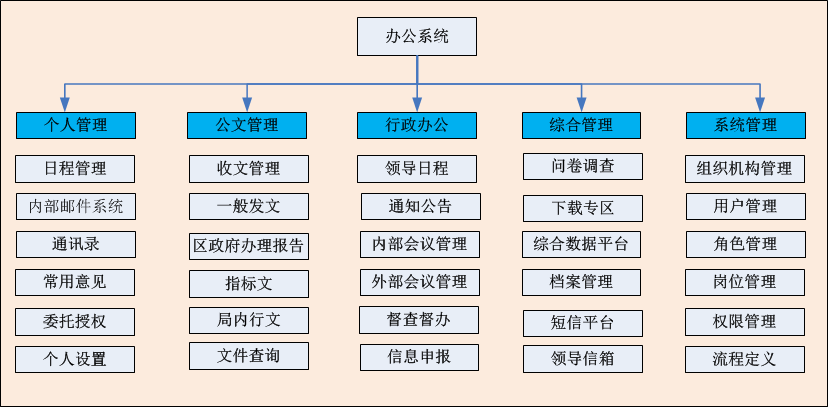 办公系统
个人管理
公文管理
行政办公
综合管理
系统管理
日程管理
收文管理
领导日程
问卷调查
组织机构管理
内部邮件系统
一般发文
通知公告
下载专区
用户管理
通讯录
区政府办理报告
内部会议管理
综合数据平台
角色管理
常用意见
指标文
外部会议管理
档案管理
岗位管理
委托授权
局内行文
督查督办
短信平台
权限管理
个人设置
文件查询
信息申报
领导信箱
流程定义